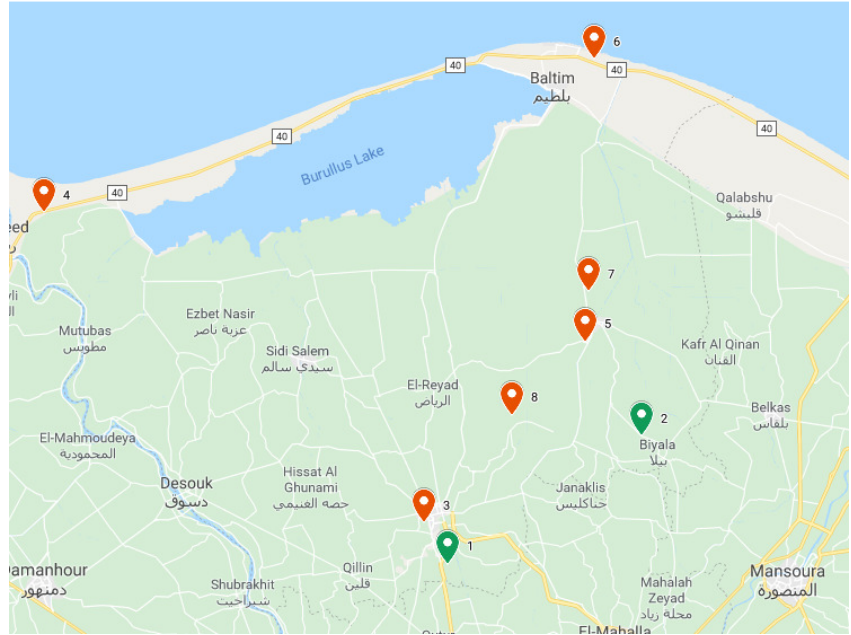 6
40
40
Baltim
بلطيم
40
40
Burullus Lake
4
40
Qalabshu
قلبشو
eed
7
Ezbet Nasir
عزبة ناصر
5
Mutubas
مطوبس
Kafr Al Qinan
القنان
Sidi Salem
سيدي سالم
El-Reyad
الرياض
8
2
Belkas
بلقاس
El-Mahmoudeya
المحمودية
Biyala
بيلا
Hissat Al
Ghunami
حصه الغنيمي
Desouk
دسوق
Janaklis
جناكليس
3
1
Qillin
قلين
Damanhour
دمنهور
Shubrakhit
شبراخيت
Mahalah
Zeyad
محلة زياد
Mansoura
المنصورة
El-Mahalla